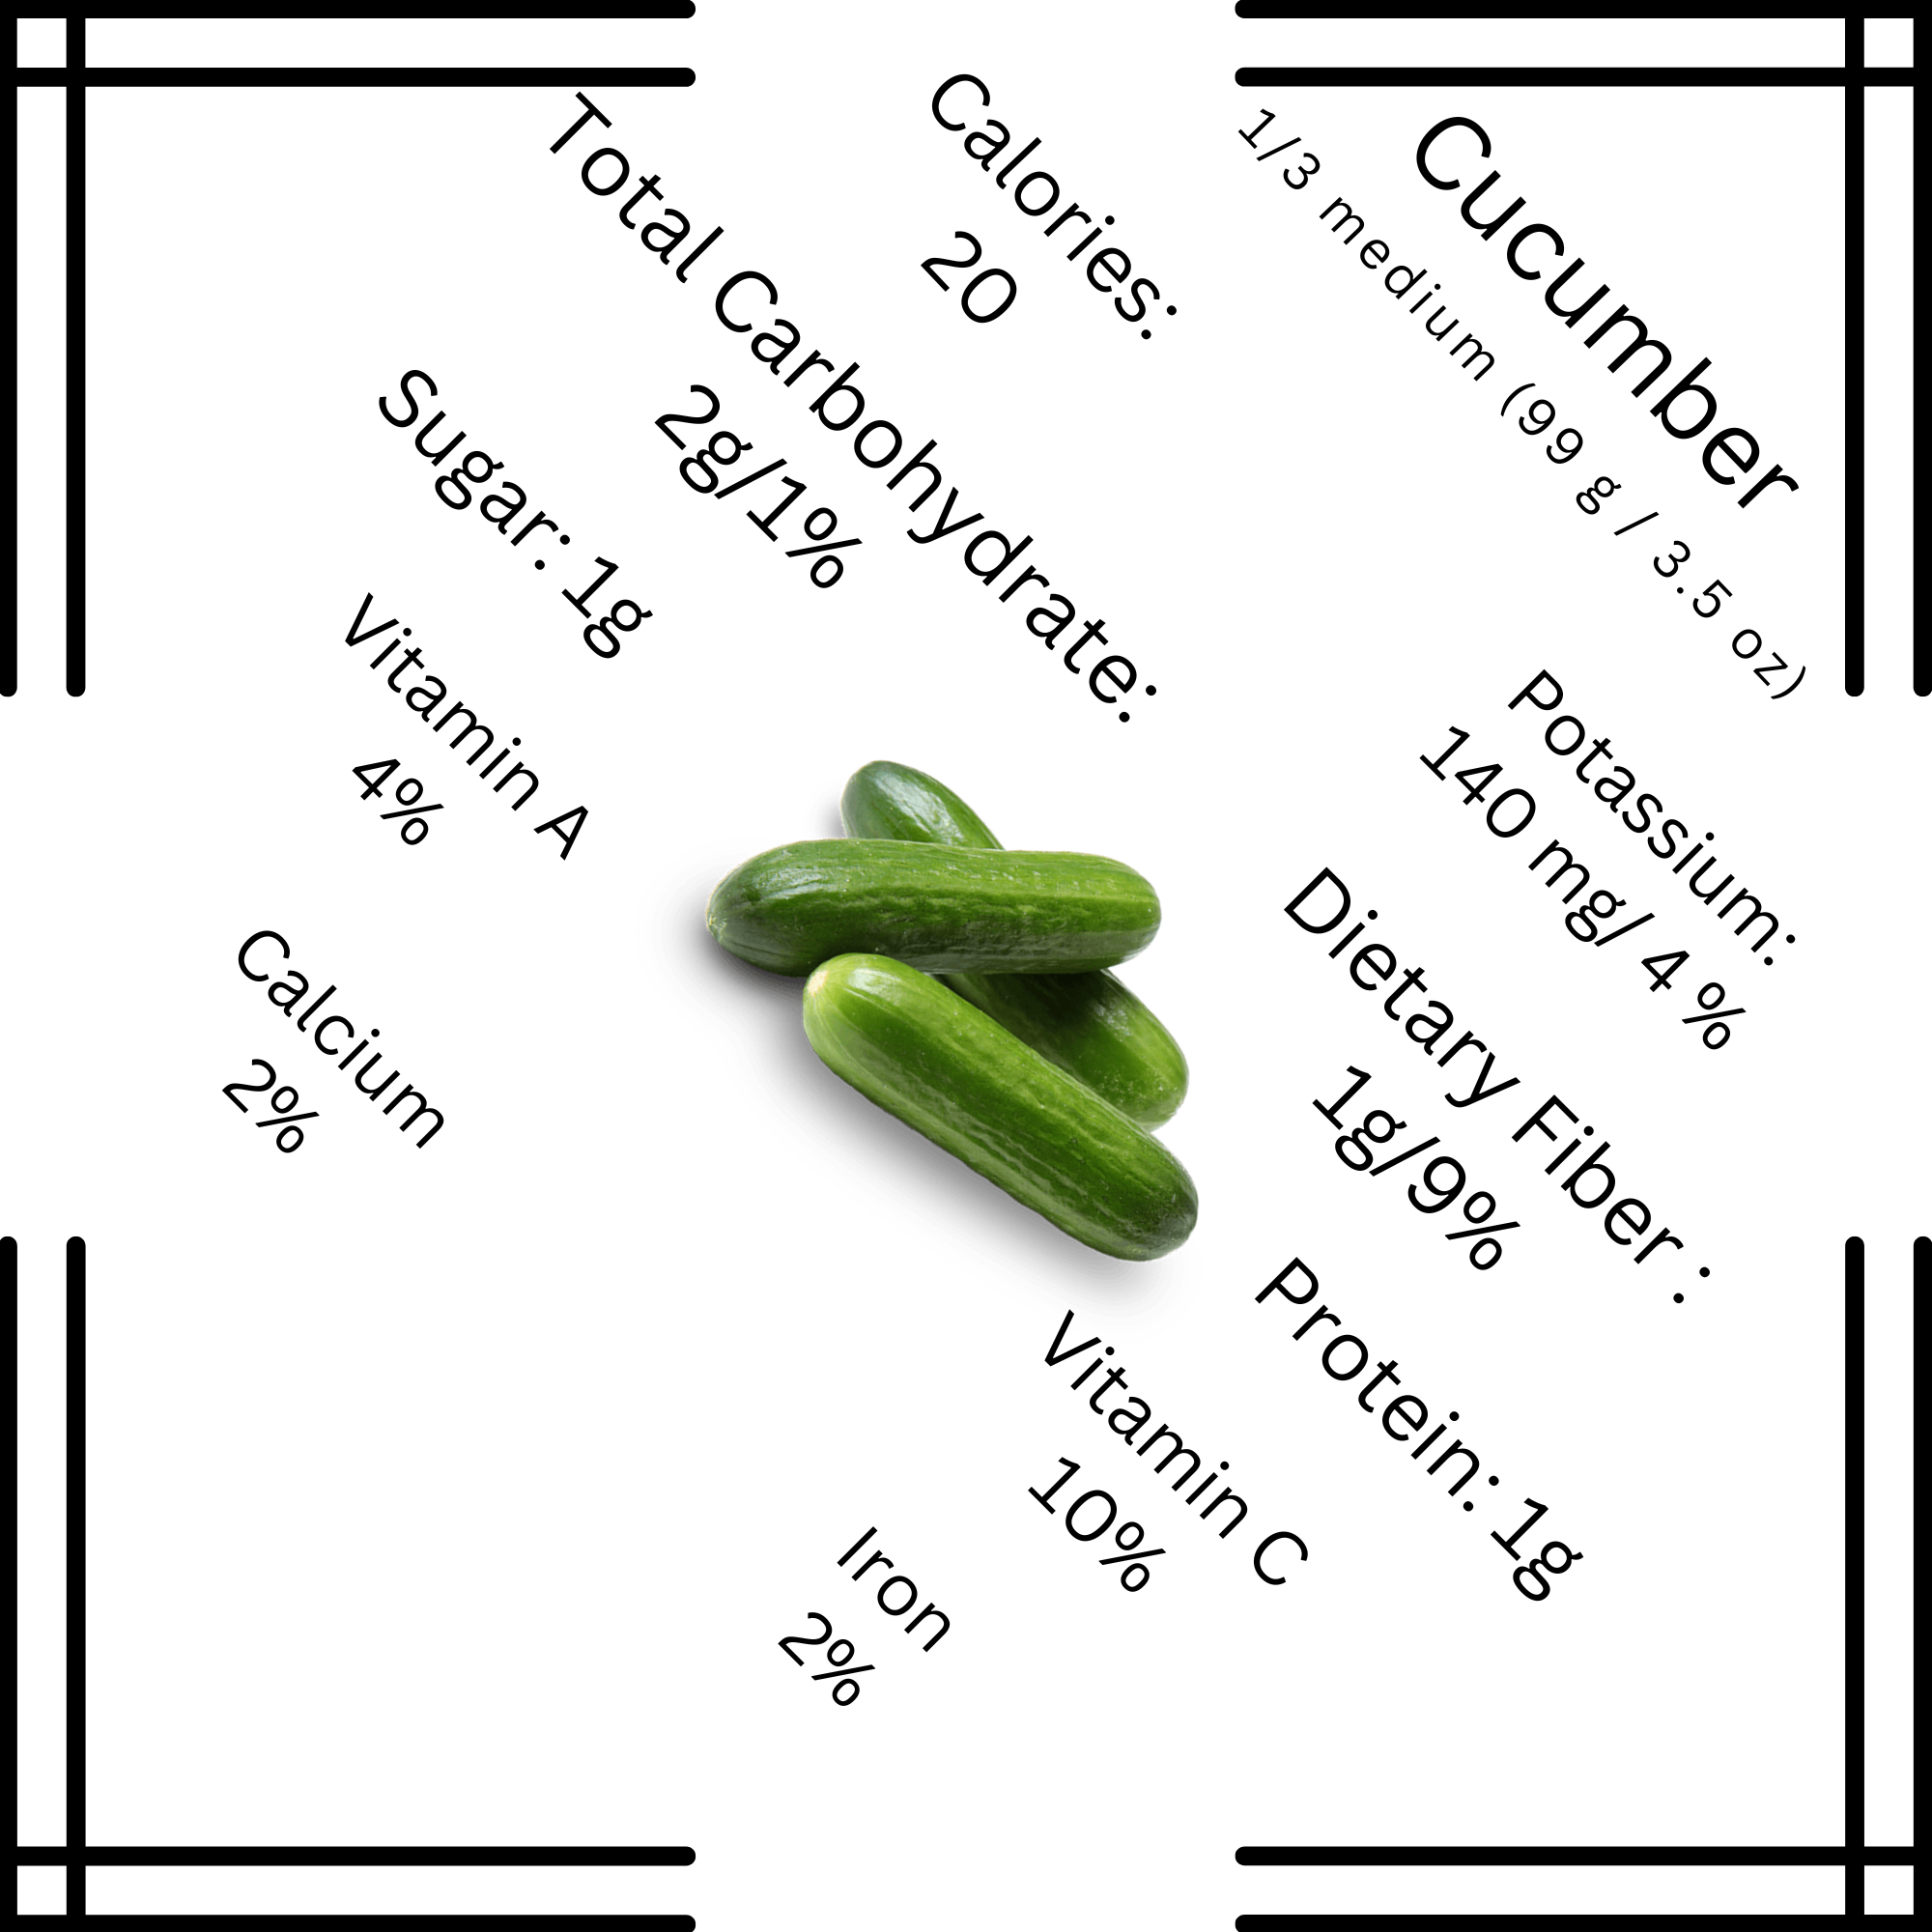 Cucumber
1/3 medium (99 g / 3.5 oz)
Calories:
20
Potassium:
140 mg/ 4 %
Total Carbohydrate:
2g/1%
Dietary Fiber :
1g/9%
Sugar: 1g
Protein: 1g
Vitamin A
4%
Vitamin C
10%
Calcium
2%
Iron
2%